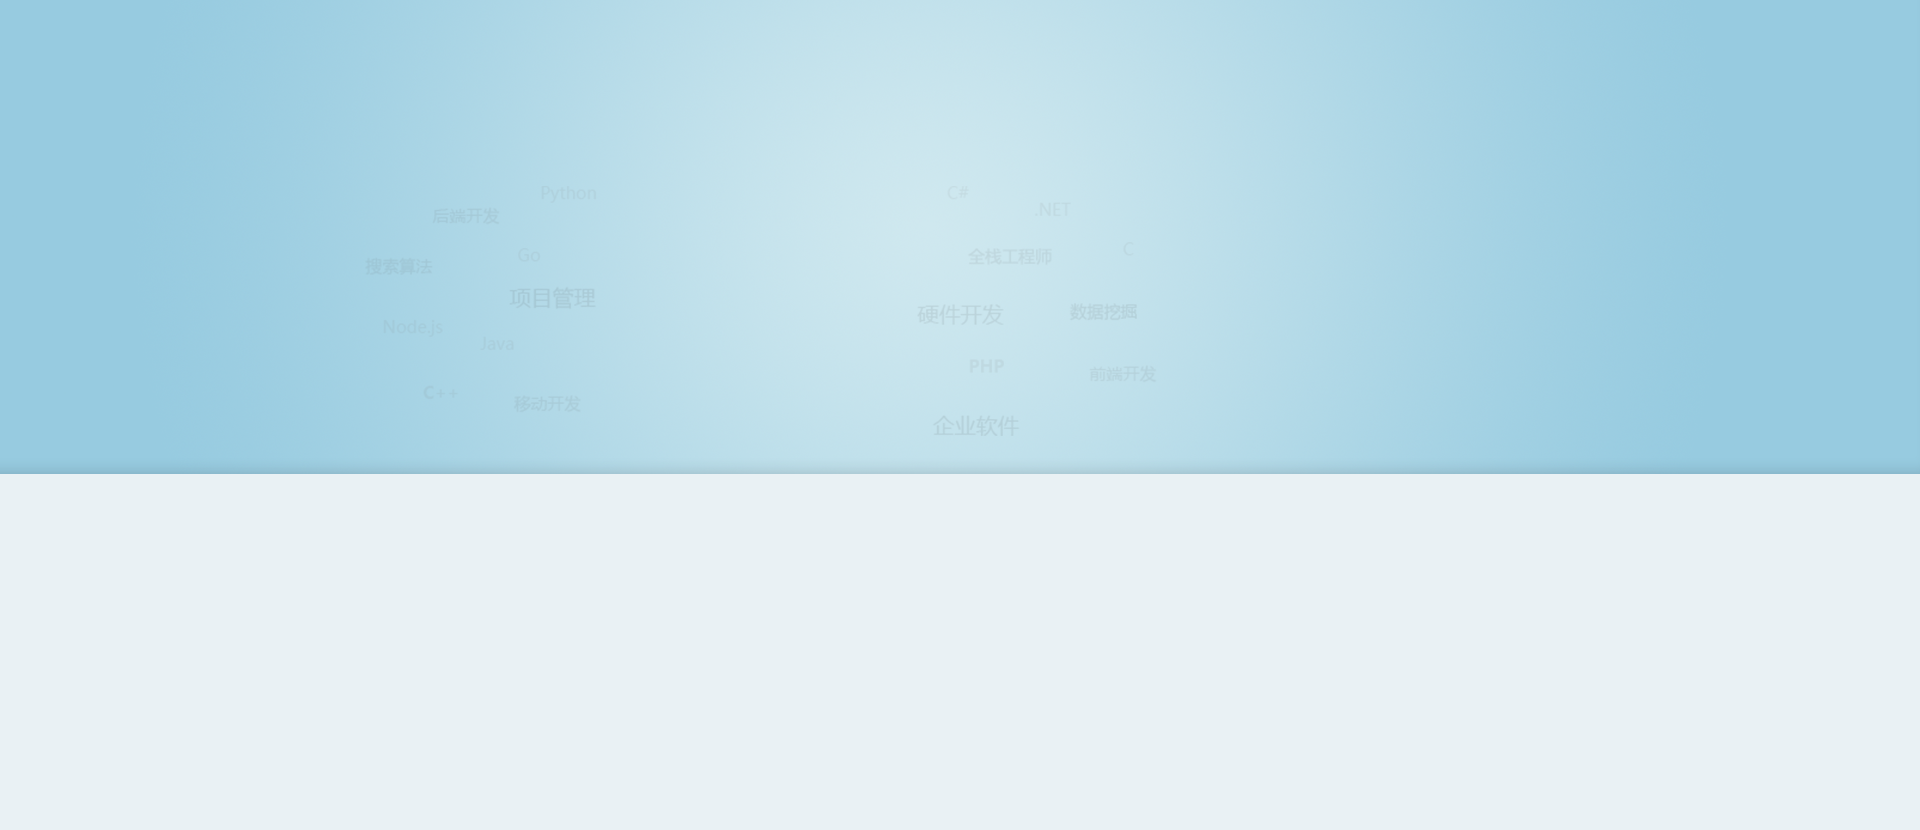 Python
后端开发
Go
搜索算法
项目管理
Node.js
Java
C++
移动开发
C#
.NET
C
全栈工程师
硬件开发
数据挖掘
PHP
前端开发
企业软件